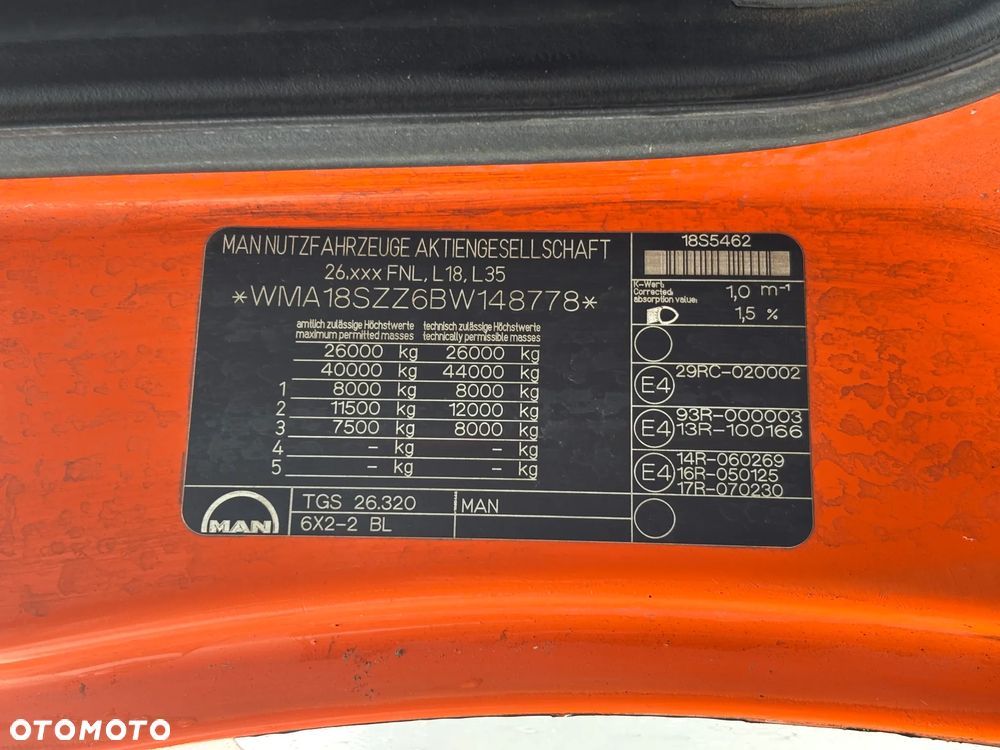 MAN NUTZFAHRZEUGE AKTIENGESELLSCHAFT
26.xxx FNL, L18, L35
*WMA18SZZ6BW148778*
amtlich zulässige Höchstwerte technisch zulässige Höchstwerte
maximum permitted masses technically permissible masses
26000 kg 26000 kg
40000 kg 44000 kg
1 8000 kg 8000 kg
2 11500 kg 12000 kg
3 7500 kg 8000 kg
4 – kg – kg
5 – kg – kg
MAN
TGS 26.320
6X2-2 BL
MAN
18S5462
K-Wert:
Corrected
absorption value:
1,0 m⁻¹
1,5 %
E4 29RC-020002
E4 93R-000003
13R-100166
E4 14R-060269
16R-050125
17R-070230
OTOMOTO